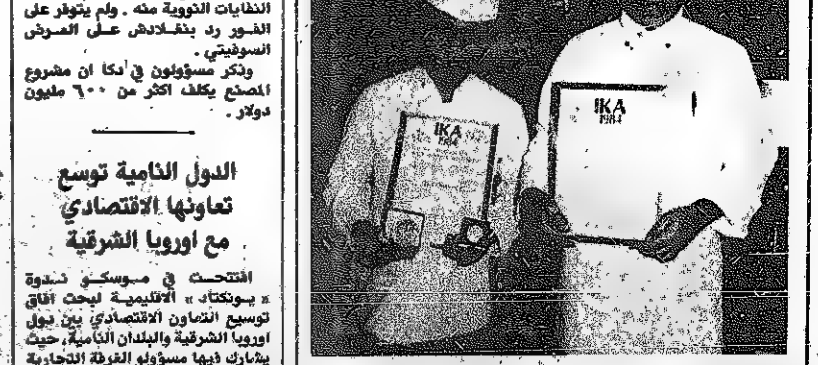 النفايات النووية منه . ولم يتوفر على
الفور رد بنغلادش على العرض
السوفيتي .
وذكر مسؤولون في دكا ان مشروع
المصنع يكلف اكثر من ٦٠٠ مليون
دولار .
الدول النامية توسع
تعاونها الاقتصادي
مع اوروبا الشرقية
افتتحت في موسكو ندوة
« يونكتاد » الاقليمية لبحث افاق
توسيع التعاون الاقتصادي بين دول
اوروبا الشرقية والبلدان النامية، حيث
يشارك فيها مسؤولو الغرفة التجارية
IKA
1984
IKA
1984